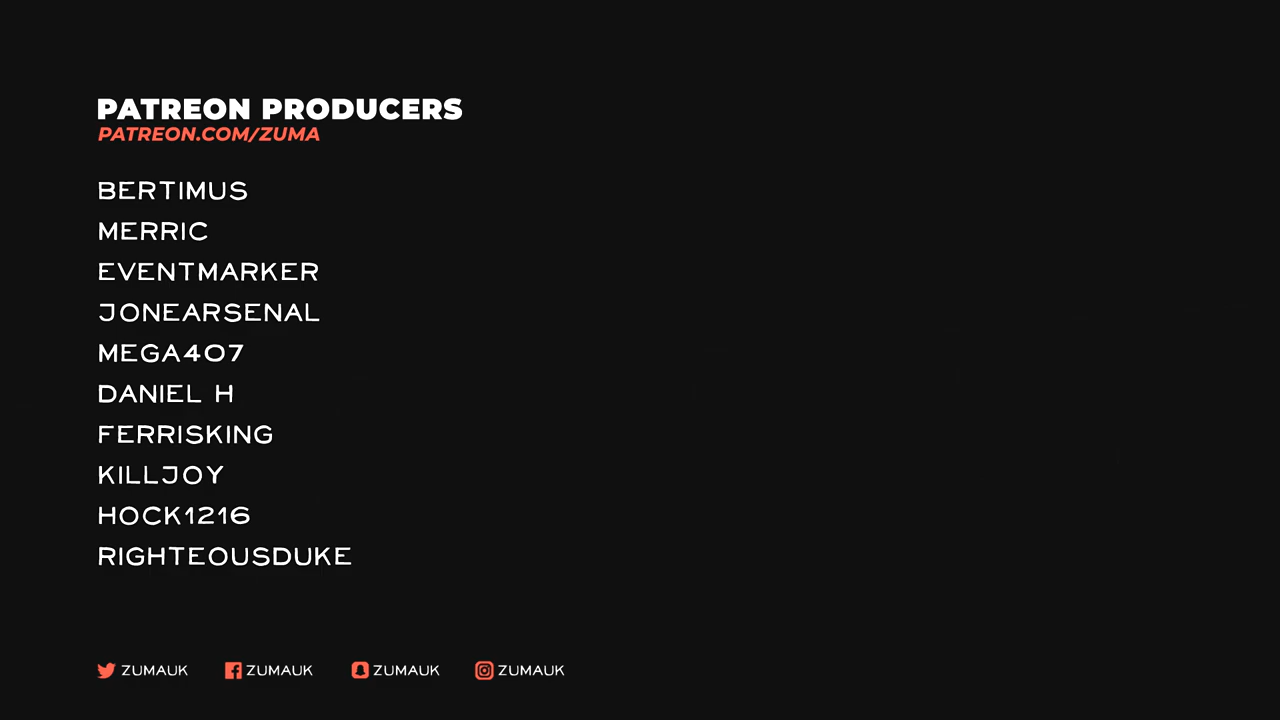 PATREON PRODUCERS
PATREON.COM/ZUMA
BERTIMUS
MERRIC
EVENTMARKER
JONEARSENAL
MEGA407
DANIEL H
FERRISKING
KILLJOY
HOCK1216
RIGHTEOUSDUKE
ZUMAUK ZUMAUK ZUMAUK ZUMAUK